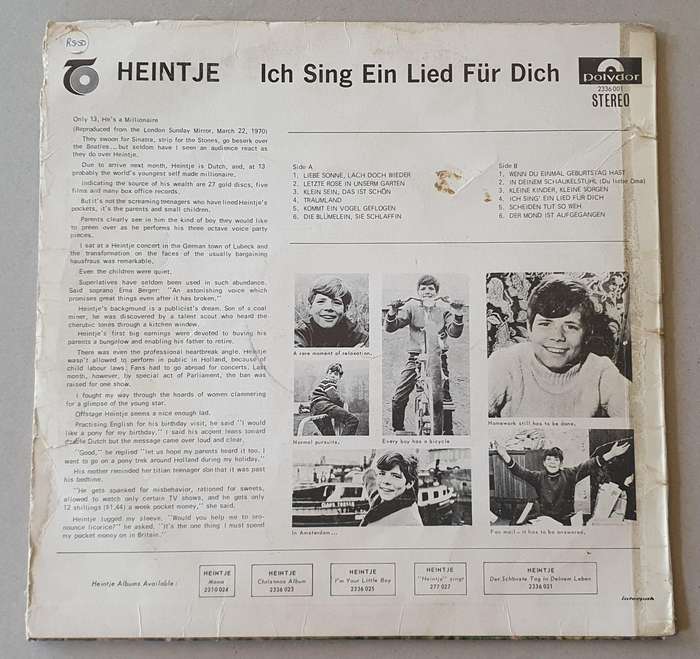 R5-50
HEINTJE Ich Sing Ein Lied Für Dich
Polydor
2336 001
STEREO
Only 13, He's a Millionaire
(Reproduced from the London Sunday Mirror, March 22, 1970)
They swoon for Sinatra, strip for the Stones, go beserk over
the Beatles....but seldom have I seen an audience react as
they do over Heintje.
Due to arrive next month, Heintje is Dutch, and, at 13
probably the world's youngest self made millionaire.
Indicating the source of his wealth are 27 gold discs, five
films and many box office records.
But it's not the screaming teenagers who have lined Heintje's
pockets, it's the parents and small children.
Parents clearly see in him the kind of boy they would like
to preen over as he performs his three octave voice party
pieces.
I sat at a Heintje concert in the German town of Lubeck and
the transformation on the faces of the usually bargaining
hausfraus was remarkable.
Even the children were quiet.
Superlatives have seldom been used in such abundance.
Said soprano Erna Berger: "An astonishing voice which
promises great things even after it has broken."
Heintje's background is a publicist's dream. Son of a coal
miner, he was discovered by a talent scout who heard the
cherubic tones through a kitchen window.
Heintje's first big earnings were devoted to buying his
parents a bungalow and enabling his father to retire.
There was even the professional heartbreak angle. Heintje
wasn't allowed to perform in public in Holland, because of
child labour laws; Fans had to go abroad for concerts. Last
month, however, by special act of Parliament, the ban was
raised for one show.
I fought my way through the hoards of women clammering
for a glimpse of the young star.
Offstage Heintje seems a nice enough lad.
Practising English for his birthday visit, he said "I would
like a pony for my birthday," I said his accent leans toward
Dutch but the message came over loud and clear.
"Good," he replied "let us hope my parents heard it too. I
want to go on a pony trek around Holland during my holiday."
His mother reminded her titian teenager son that it was past
his bedtime.
"He gets spanked for misbehavior, rationed for sweets,
allowed to watch only certain TV shows, and he gets only
12 shillings ($1,44) a week pocket money," she said.
Heintje tugged my sleeve. "Would you help me to pro-
nounce licorice?" he asked. "It's the one thing I must spend
my pocket money on in Britain."
Side A
1. LIEBE SONNE, LACH DOCH WIEDER
2. LETZTE ROSE IN UNSERM GARTEN
3. KLEIN SEIN, DAS IST SCHÖN
4. TRAUMLAND
5. KOMMT EIN VOGEL GEFLOGEN
6. DIE BLÜMELEIN, SIE SCHLAFFIN
Side B
1. WENN DU EINMAL GEBURTSTAG HAST
2. IN DEINEM SCHAUKELSTUHL (Du liebe Oma)
3. KLEINE KINDER, KLEINE SORGEN
4. ICH SING' EIN LIED FÜR DICH
5. SCHEIDEN TUT SO WEH
6. DER MOND IST AUFGEGANGEN
A rare moment of relaxation.
Normal pursuits.
Every boy has a bicycle
Homework still has to be done.
In Amsterdam...
Fan mail - it has to be answered,
Heintje Albums Available :
HEINTJE
Mama
2310 024
HEINTJE
Christmas Album
2336 023
HEINTJE
I'm Your Little Boy
2336 025
HEINTJE
"Heintje" singt
277 027
HEINTJE
Der Schönste Tag in Deinem Leben
2336 021